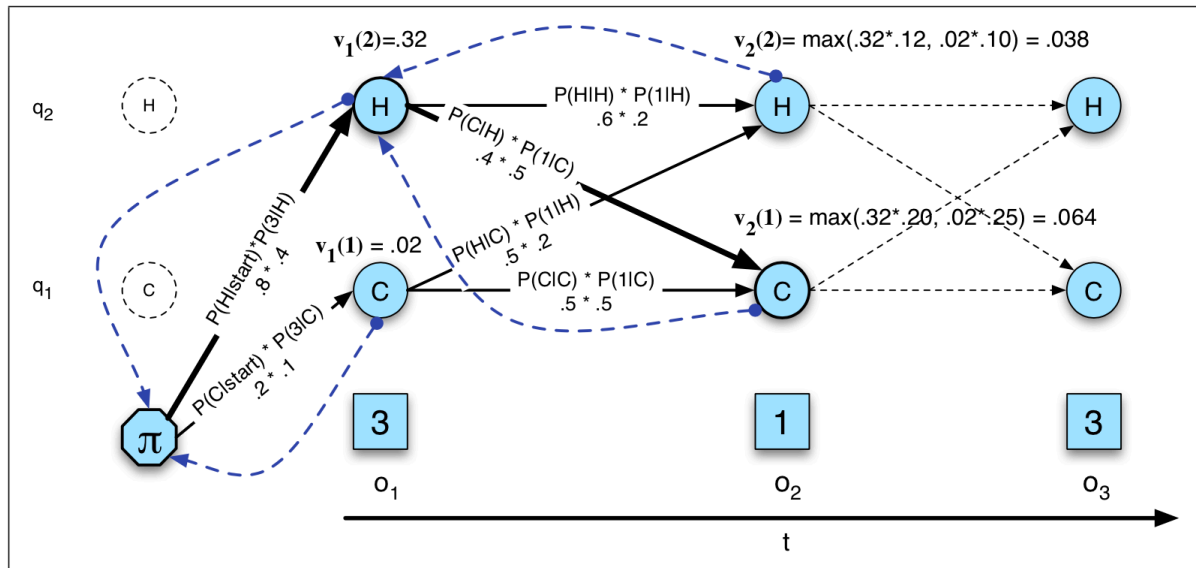 v₁(2)=.32
v₂(2)= max(.32*.12, .02*.10) = .038
q₂
H
H
P(H|H) * P(1|H)
.6 * .2
H
H
P(C|H) * P(1|C)
.4 * .5
P(H|start)*P(3|H)
.8 * .4
P(H|C) * P(1|H)
.5 * .2
v₁(1) = .02
v₂(1) = max(.32*.20, .02*.25) = .064
q₁
C
C
P(C|C) * P(1|C)
.5 * .5
C
C
P(C|start) * P(3|C)
.2 * .1
π
3
1
3
o₁
o₂
o₃
t